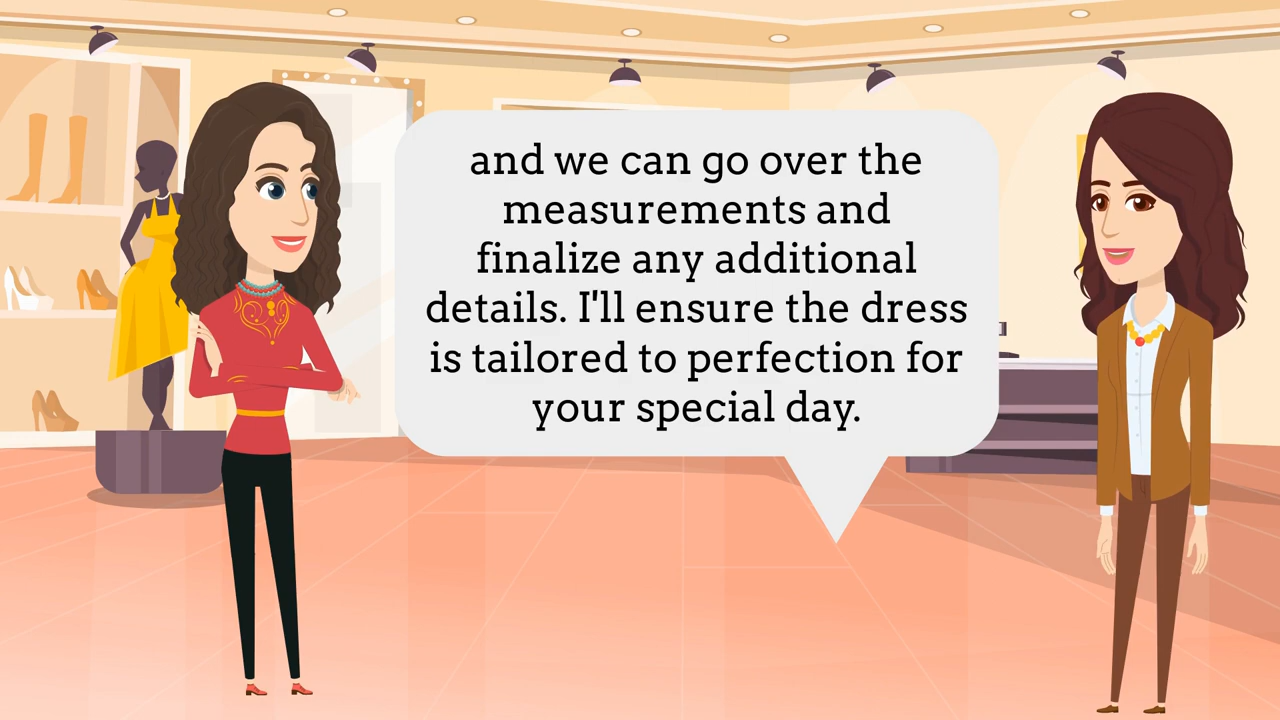 and we can go over the
measurements and
finalize any additional
details. I'll ensure the dress
is tailored to perfection for
your special day.